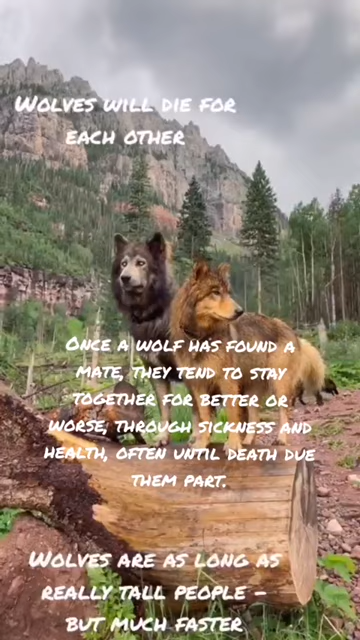 Wolves will die for
each other
Once a wolf has found a
mate, they tend to stay
together for better or
worse, through sickness and
health, often until death due
them part.
Wolves are as long as
really tall people -
but much faster